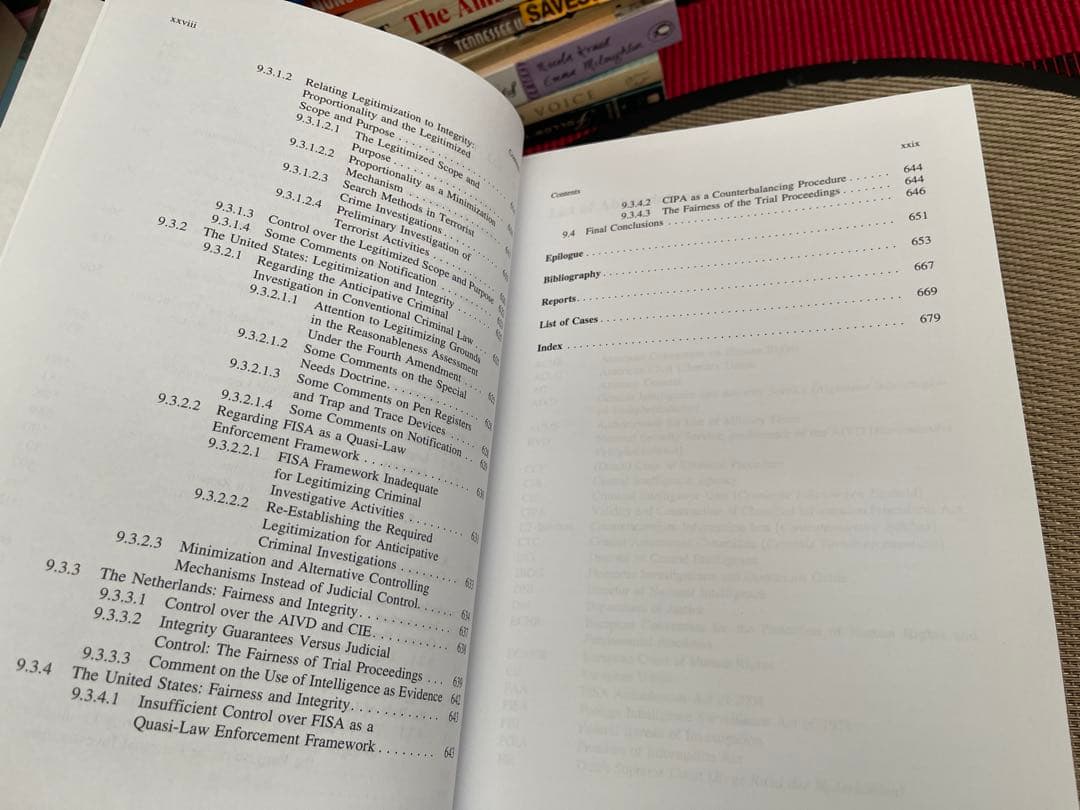 The
TENNESSEE
SAVES
Emma McLaughlin
VOICE
xxviii
9.3.1.2 Relating Legitimization to Integrity:
Proportionality and the Legitimized
Scope and Purpose
9.3.1.2.1 The Legitimized Scope and
Purpose
9.3.1.2.2 Proportionality as a Minimization
Mechanism
9.3.1.2.3 Search Methods in Terrorist
Crime Investigations
9.3.1.2.4 Preliminary Investigation of
Terrorist Activities
9.3.1.3 Control over the Legitimized Scope and Purpose
9.3.1.4 Some Comments on Notification
9.3.2 The United States: Legitimization and Integrity
9.3.2.1 Regarding the Anticipative Criminal
Investigation in Conventional Criminal Law
9.3.2.1.1 Attention to Legitimizing Grounds
in the Reasonableness Assessment
Under the Fourth Amendment
9.3.2.1.2 Some Comments on the Special
Needs Doctrine
9.3.2.1.3 Some Comments on Pen Registers
and Trap and Trace Devices
9.3.2.1.4 Some Comments on Notification
9.3.2.2 Regarding FISA as a Quasi-Law
Enforcement Framework
9.3.2.2.1 FISA Framework Inadequate
for Legitimizing Criminal
Investigative Activities
9.3.2.2.2 Re-Establishing the Required
Legitimization for Anticipative
Criminal Investigations . . . . . . . . 633
9.3.2.3 Minimization and Alternative Controlling
Mechanisms Instead of Judicial Control. . . . . . 634
9.3.3 The Netherlands: Fairness and Integrity. . . . . . . . . . . . 637
9.3.3.1 Control over the AIVD and CIE. . . . . . . . . 638
9.3.3.2 Integrity Guarantees Versus Judicial
Control: The Fairness of Trial Proceedings . . . 639
9.3.3.3 Comment on the Use of Intelligence as Evidence 642
9.3.4 The United States: Fairness and Integrity. . . . . . . . . . . 643
9.3.4.1 Insufficient Control over FISA as a
Quasi-Law Enforcement Framework . . . . . . . . 643
Contents xxix
9.3.4.2 CIPA as a Counterbalancing Procedure . . . . . . 644
9.3.4.3 The Fairness of the Trial Proceedings . . . . . . . 644
9.4 Final Conclusions . . . . . . . . . . . . . . . . . . . . . . . . . 646
Epilogue . . . . . . . . . . . . . . . . . . . . . . . . . . . . . . . . . 651
Bibliography . . . . . . . . . . . . . . . . . . . . . . . . . . . . . . 653
Reports. . . . . . . . . . . . . . . . . . . . . . . . . . . . . . . . . . 667
List of Cases . . . . . . . . . . . . . . . . . . . . . . . . . . . . . . 669
Index . . . . . . . . . . . . . . . . . . . . . . . . . . . . . . . . . . . 679